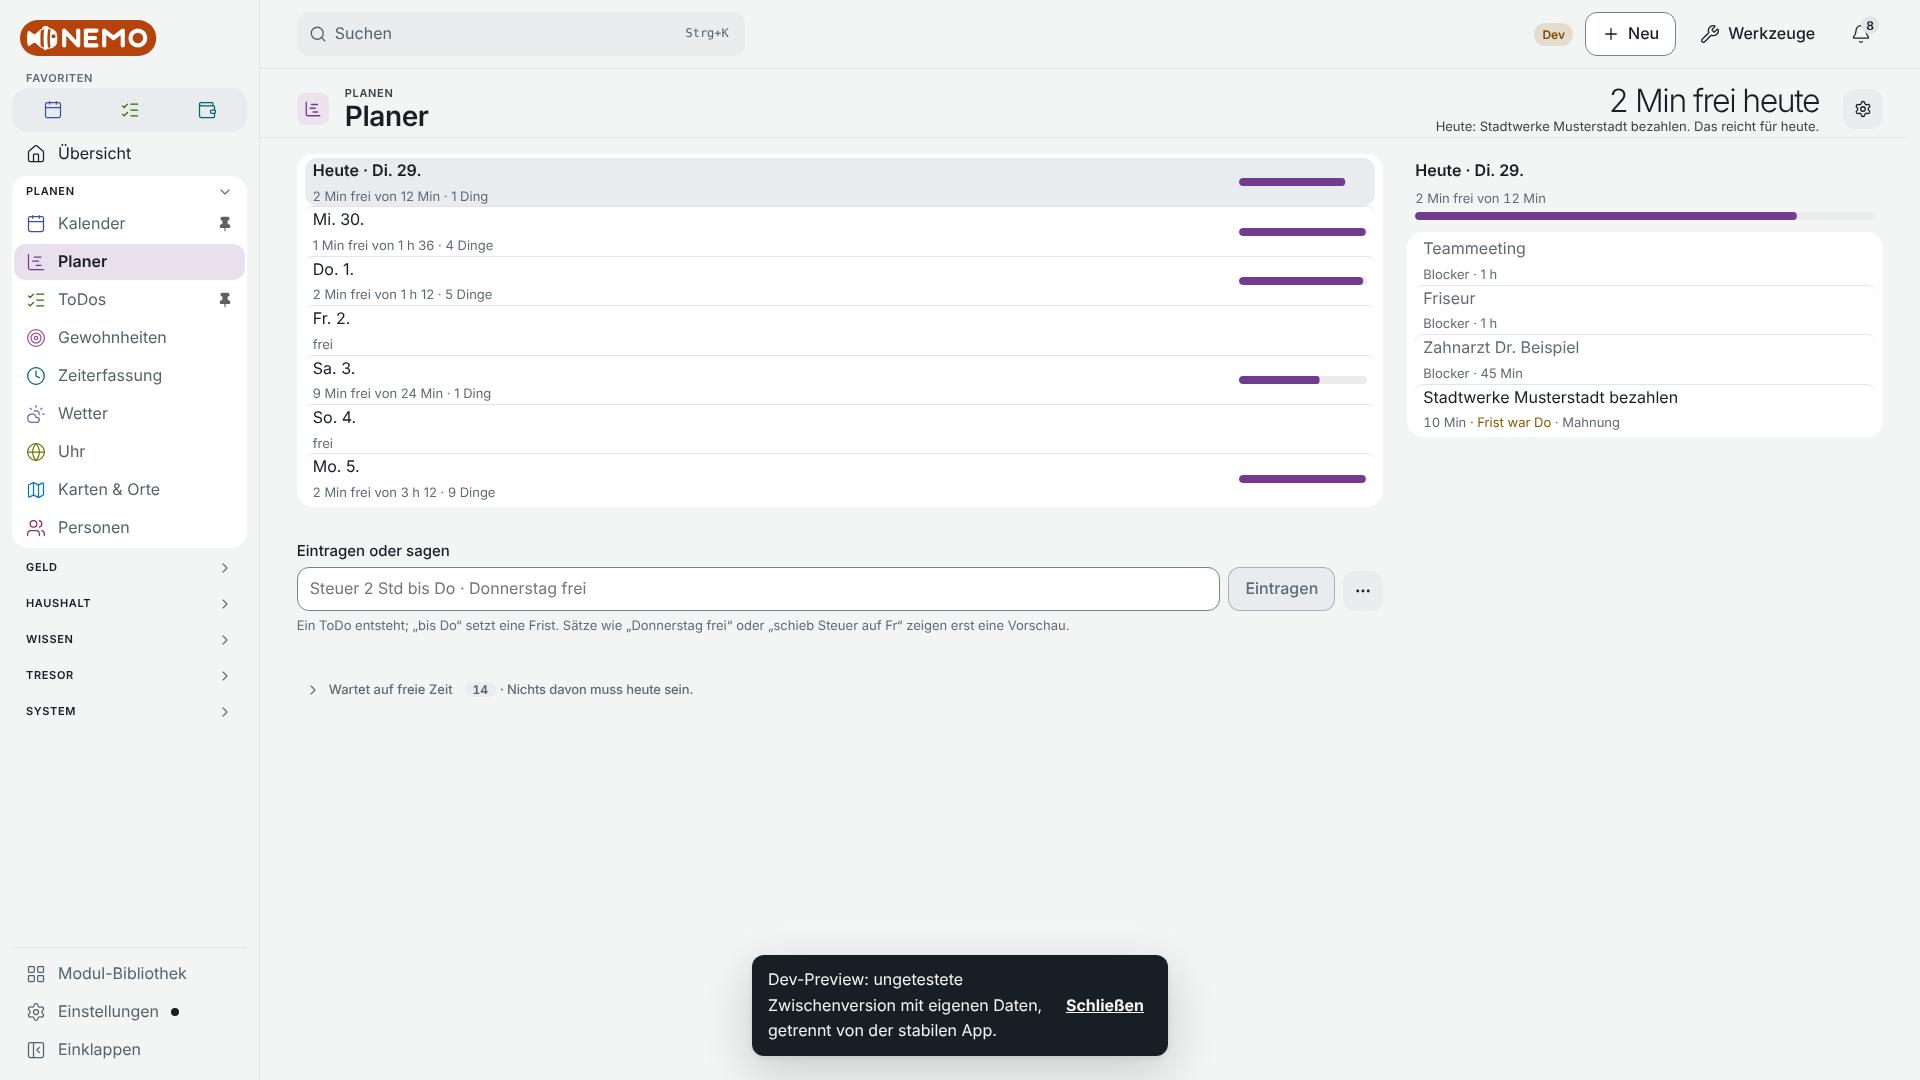 NEMO
FAVORITEN
Übersicht
PLANEN
Kalender
Planer
ToDos
Gewohnheiten
Zeiterfassung
Wetter
Uhr
Karten & Orte
Personen
GELD
HAUSHALT
WISSEN
TRESOR
SYSTEM
Modul-Bibliothek
Einstellungen
Einklappen
Suchen Strg+K
Dev
Neu
Werkzeuge
8
PLANEN
Planer
2 Min frei heute
Heute: Stadtwerke Musterstadt bezahlen. Das reicht für heute.
Heute · Di. 29.
2 Min frei von 12 Min · 1 Ding
Mi. 30.
1 Min frei von 1 h 36 · 4 Dinge
Do. 1.
2 Min frei von 1 h 12 · 5 Dinge
Fr. 2.
frei
Sa. 3.
9 Min frei von 24 Min · 1 Ding
So. 4.
frei
Mo. 5.
2 Min frei von 3 h 12 · 9 Dinge
Eintragen oder sagen
Steuer 2 Std bis Do · Donnerstag frei
Eintragen
Ein ToDo entsteht; „bis Do“ setzt eine Frist. Sätze wie „Donnerstag frei“ oder „schieb Steuer auf Fr“ zeigen erst eine Vorschau.
Wartet auf freie Zeit 14 · Nichts davon muss heute sein.
Heute · Di. 29.
2 Min frei von 12 Min
Teammeeting
Blocker · 1 h
Friseur
Blocker · 1 h
Zahnarzt Dr. Beispiel
Blocker · 45 Min
Stadtwerke Musterstadt bezahlen
10 Min · Frist war Do · Mahnung
Dev-Preview: ungetestete
Zwischenversion mit eigenen Daten,
getrennt von der stabilen App.
Schließen